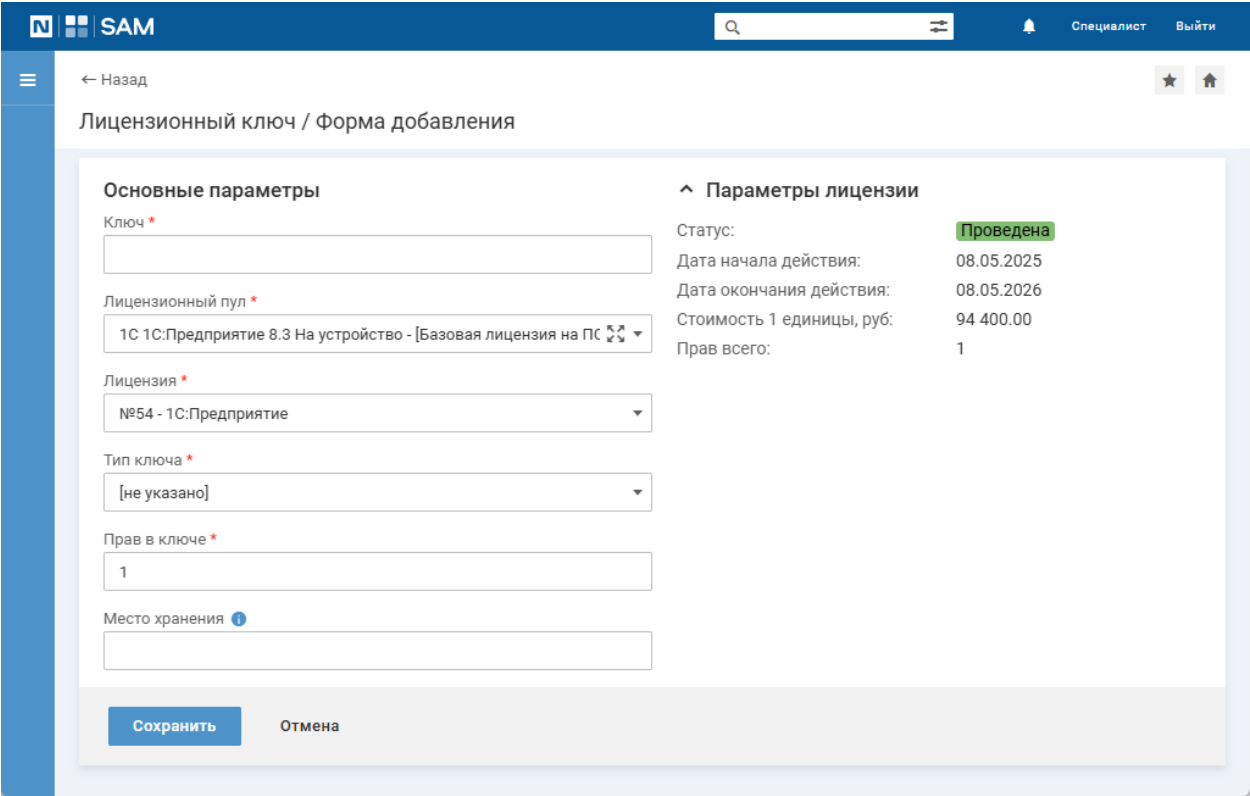 N SAM
Специалист
Выйти
← Назад
Лицензионный ключ / Форма добавления
Основные параметры
Ключ *
Лицензионный пул *
1С 1С:Предприятие 8.3 На устройство - [Базовая лицензия на ПО
Лицензия *
№54 - 1С:Предприятие
Тип ключа *
[не указано]
Прав в ключе *
1
Место хранения
Параметры лицензии
Статус: Проведена
Дата начала действия: 08.05.2025
Дата окончания действия: 08.05.2026
Стоимость 1 единицы, руб: 94 400.00
Прав всего: 1
Сохранить
Отмена